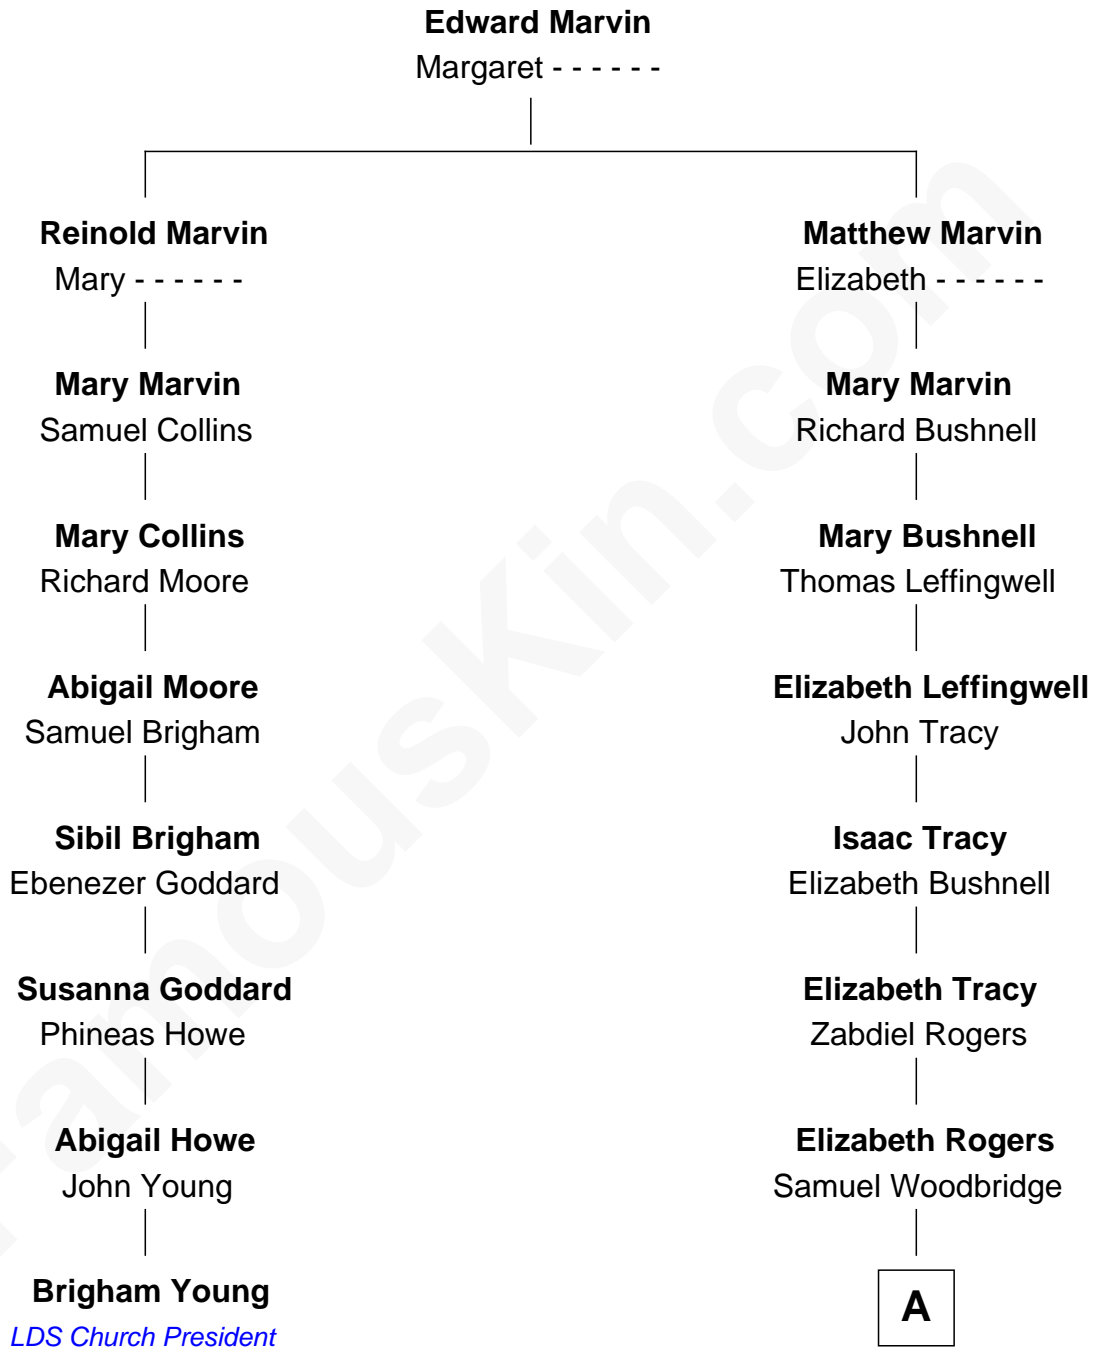 Edward Marvin
Margaret - - - - - -
Reinold Marvin
Mary - - - - - -
Matthew Marvin
Elizabeth - - - - - -
Mary Marvin
Samuel Collins
Mary Marvin
Richard Bushnell
Mary Collins
Richard Moore
Mary Bushnell
Thomas Leffingwell
Abigail Moore
Samuel Brigham
Elizabeth Leffingwell
John Tracy
Sibil Brigham
Ebenezer Goddard
Isaac Tracy
Elizabeth Bushnell
Susanna Goddard
Phineas Howe
Elizabeth Tracy
Zabdiel Rogers
Abigail Howe
John Young
Elizabeth Rogers
Samuel Woodbridge
Brigham Young
LDS Church President
A
FamousKin.com